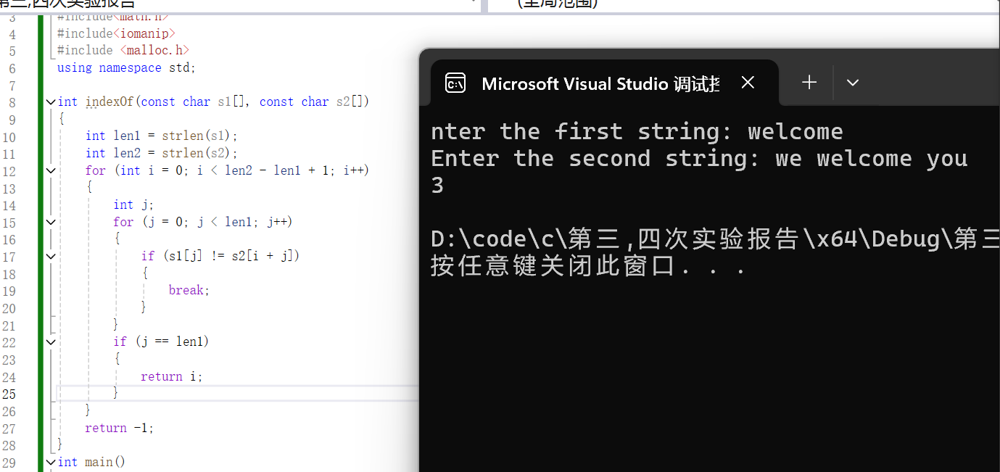 第三,四次实验报告
(全局范围)
3 #include<math.h>
4 #include<iomanip>
5 #include <malloc.h>
6 using namespace std;
7
8 int indexOf(const char s1[], const char s2[])
9 {
10 int len1 = strlen(s1);
11 int len2 = strlen(s2);
12 for (int i = 0; i < len2 - len1 + 1; i++)
13 {
14 int j;
15 for (j = 0; j < len1; j++)
16 {
17 if (s1[j] != s2[i + j])
18 {
19 break;
20 }
21 }
22 if (j == len1)
23 {
24 return i;
25 }
26 }
27 return -1;
28 }
29 int main()
Microsoft Visual Studio 调试控
nter the first string: welcome
Enter the second string: we welcome you
3
D:\code\c\第三,四次实验报告\x64\Debug\第三
按任意键关闭此窗口. . .